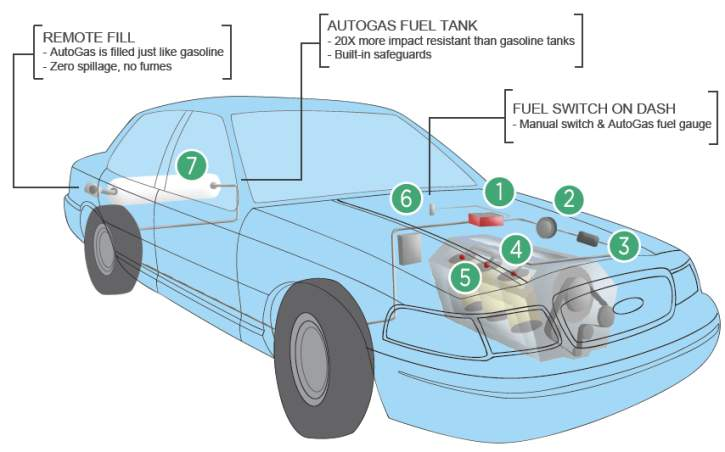 REMOTE FILL
- AutoGas is filled just like gasoline
- Zero spillage, no fumes
AUTOGAS FUEL TANK
- 20X more impact resistant than gasoline tanks
- Built-in safeguards
FUEL SWITCH ON DASH
- Manual switch & AutoGas fuel gauge
7
6
1
2
3
4
5